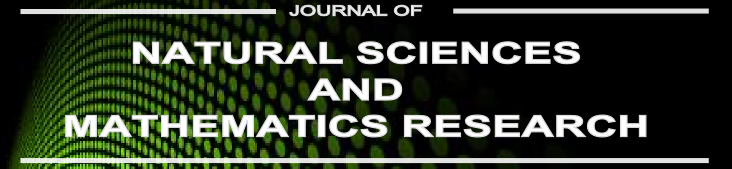 JOURNAL OF
NATURAL SCIENCES
AND
MATHEMATICS RESEARCH